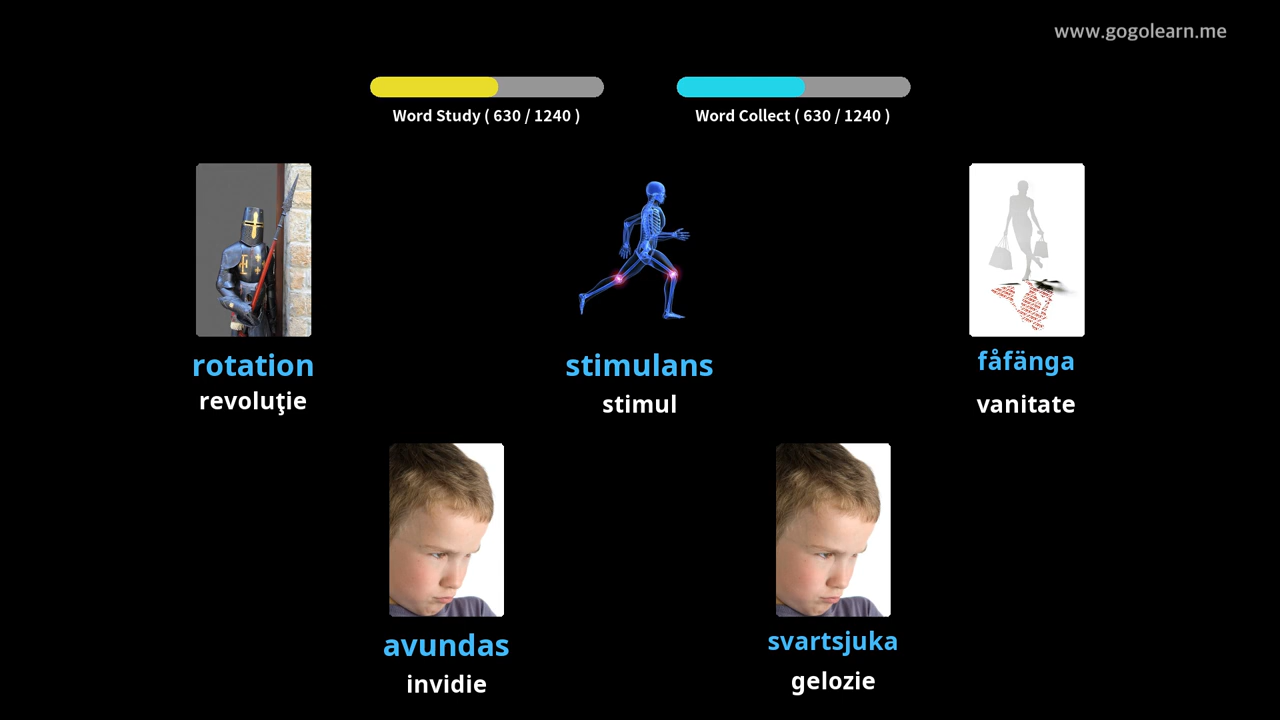 www.gogolearn.me
Word Study ( 630 / 1240 )
Word Collect ( 630 / 1240 )
rotation
revoluţie
stimulans
stimul
fåfänga
vanitate
avundas
invidie
svartsjuka
gelozie